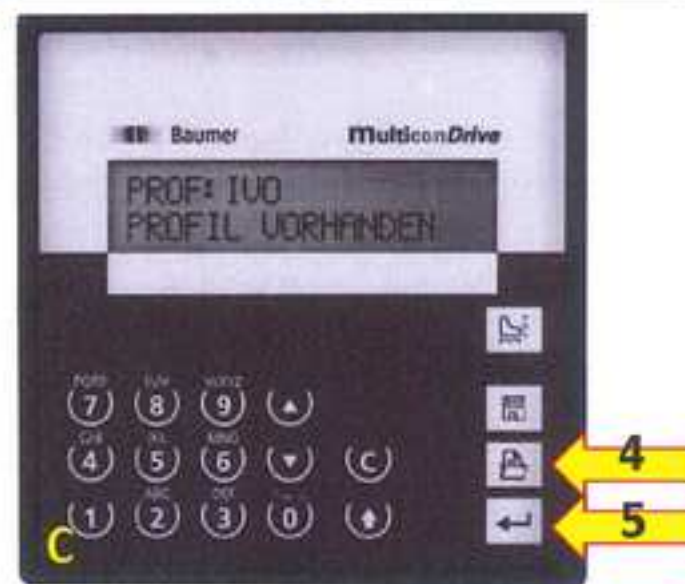 Baumer multiconDrive
PROF: IVO
PROFIL VORHANDEN
PQRS TUV WXYZ
7 8 9
GHI JKL MNO
4 5 6 C
ABC DEF
1 2 3 0
C
4
5